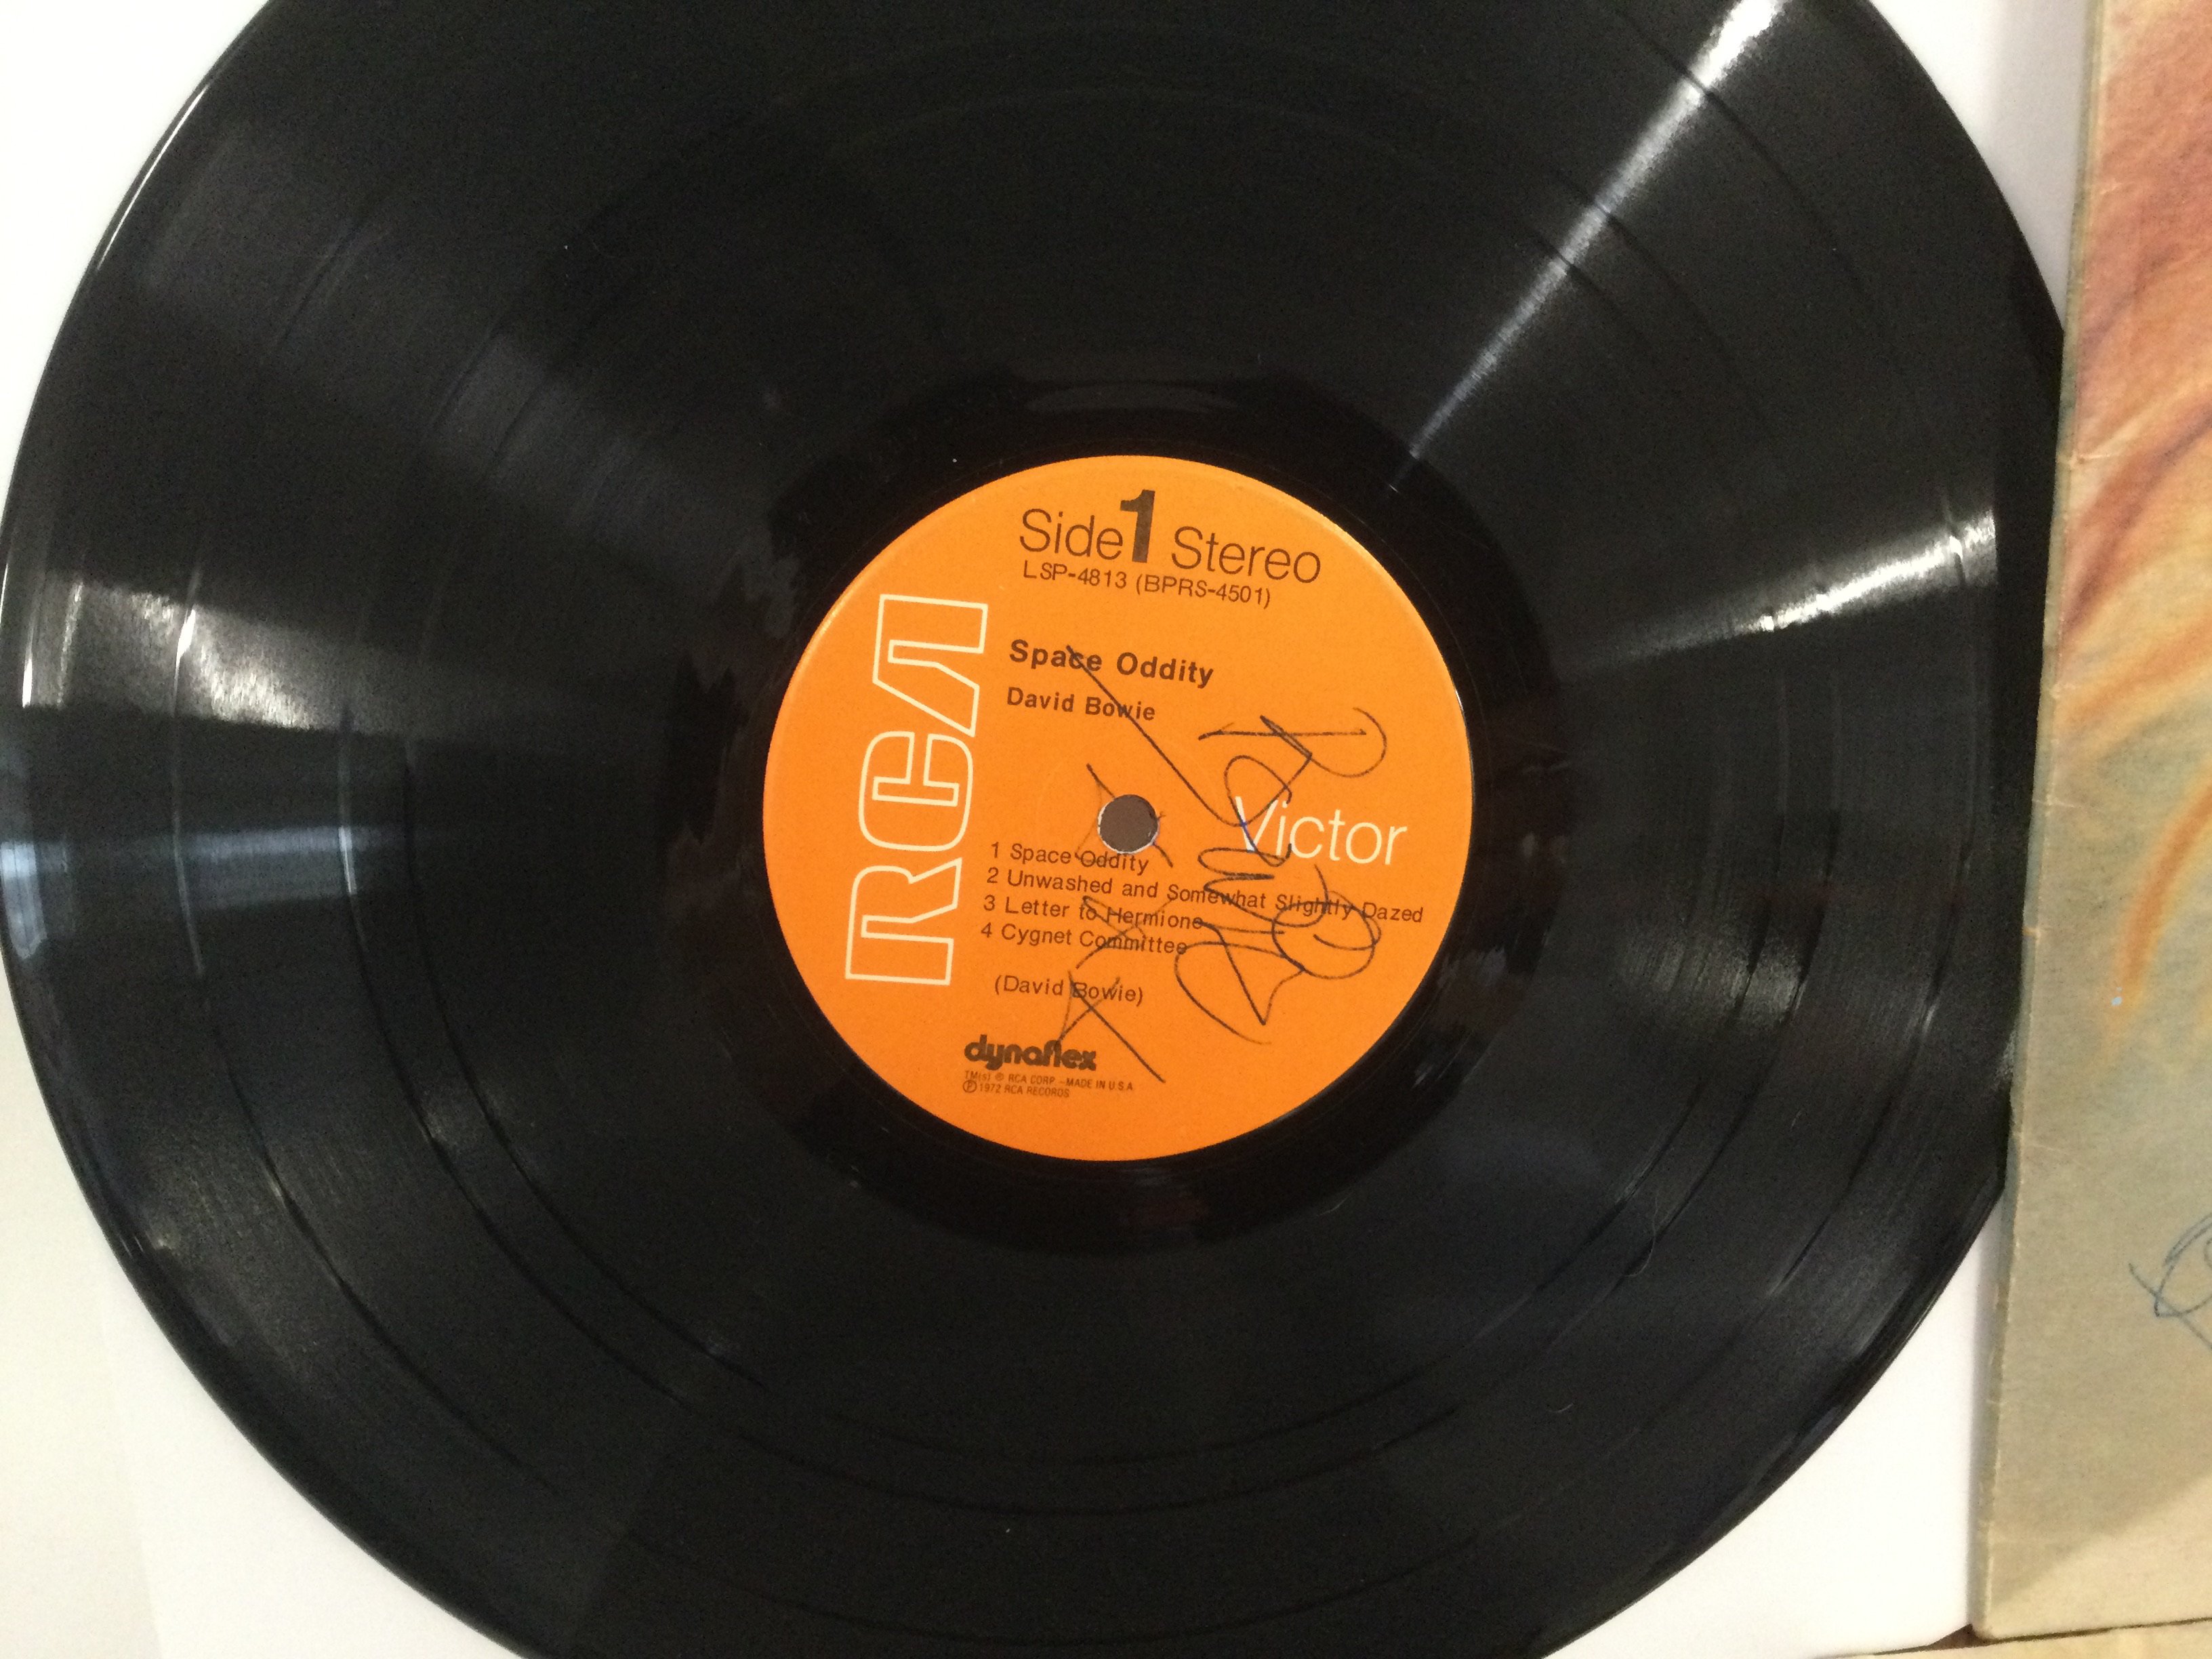 Side 1 Stereo
LSP-4813 (BPRS-4501)
RCA
Space Oddity
David Bowie
Victor
1 Space Oddity
2 Unwashed and Somewhat Slightly Dazed
3 Letter to Hermione
4 Cygnet Committee
(David Bowie)
dynaflex
TM(s) ® RCA CORP.–MADE IN U.S.A
℗ 1972 RCA RECORDS